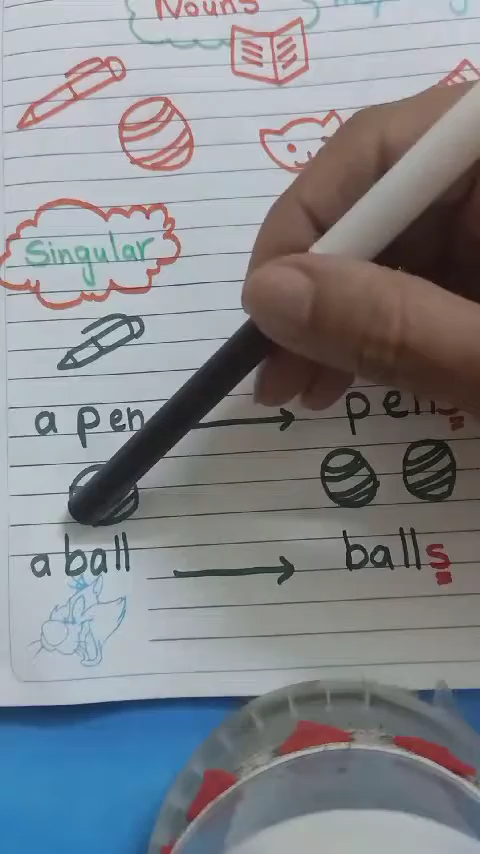 Nouns
Singular
a pen → pens
a ball → balls